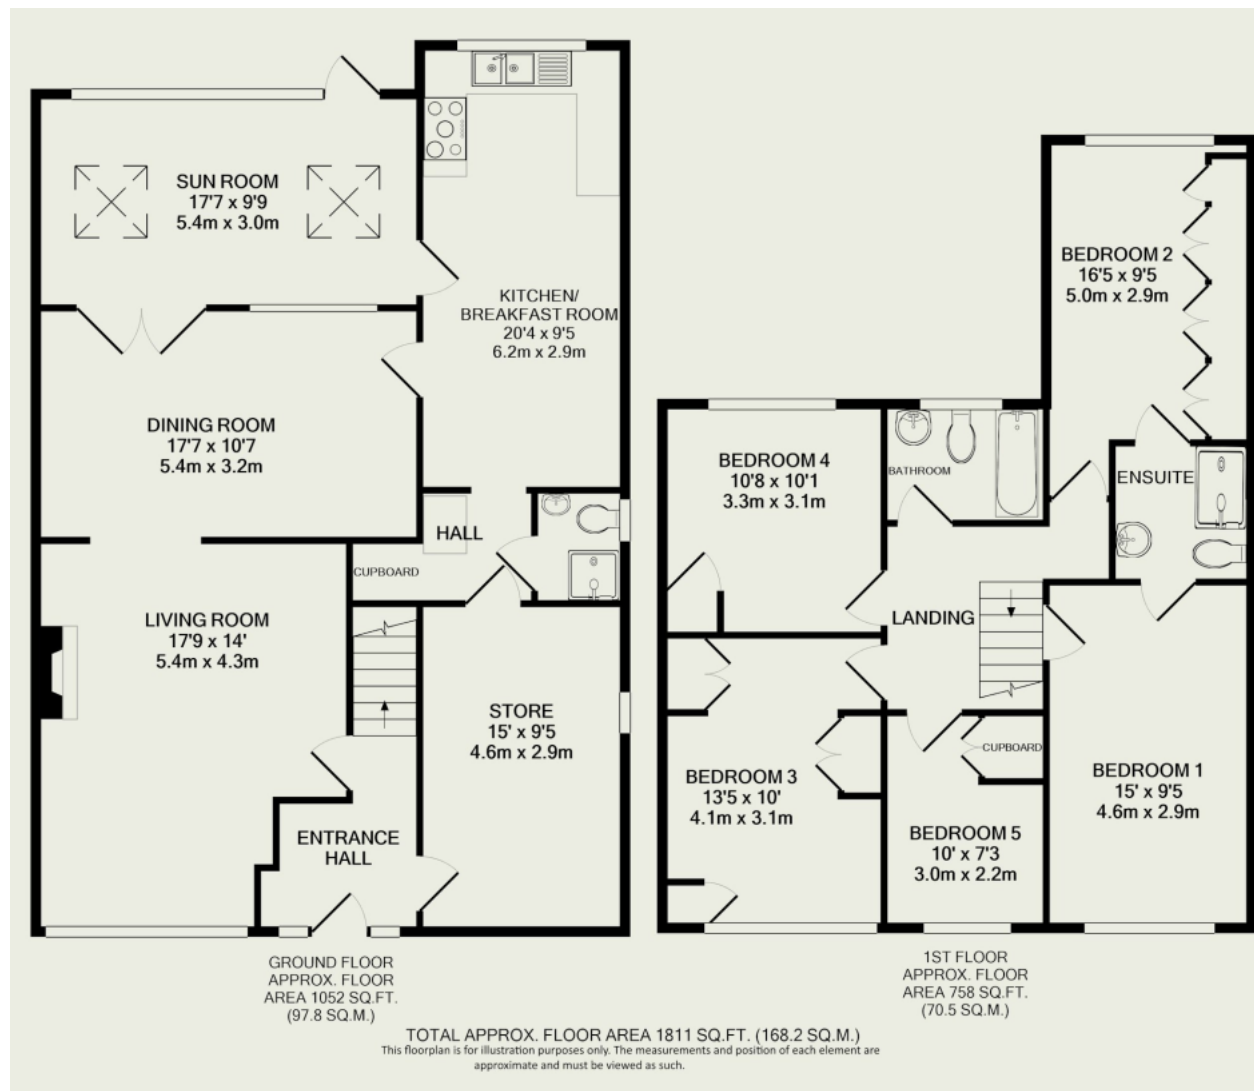 SUN ROOM
17'7 x 9'9
5.4m x 3.0m
KITCHEN/
BREAKFAST ROOM
20'4 x 9'5
6.2m x 2.9m
DINING ROOM
17'7 x 10'7
5.4m x 3.2m
HALL
CUPBOARD
LIVING ROOM
17'9 x 14'
5.4m x 4.3m
STORE
15' x 9'5
4.6m x 2.9m
ENTRANCE
HALL
GROUND FLOOR
APPROX. FLOOR
AREA 1052 SQ.FT.
(97.8 SQ.M.)
BEDROOM 2
16'5 x 9'5
5.0m x 2.9m
BEDROOM 4
10'8 x 10'1
3.3m x 3.1m
BATHROOM
ENSUITE
LANDING
BEDROOM 3
13'5 x 10'
4.1m x 3.1m
CUPBOARD
BEDROOM 1
15' x 9'5
4.6m x 2.9m
BEDROOM 5
10' x 7'3
3.0m x 2.2m
1ST FLOOR
APPROX. FLOOR
AREA 758 SQ.FT.
(70.5 SQ.M.)
TOTAL APPROX. FLOOR AREA 1811 SQ.FT. (168.2 SQ.M.)
This floorplan is for illustration purposes only. The measurements and position of each element are
approximate and must be viewed as such.